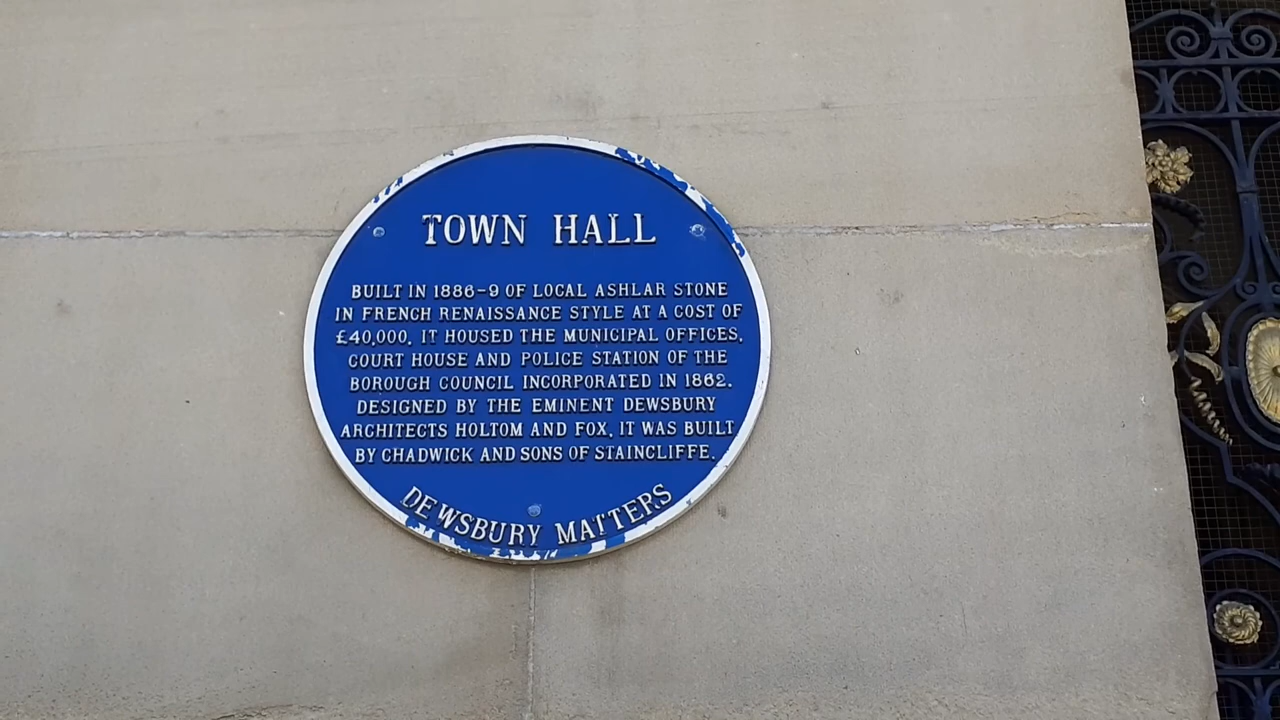 TOWN HALL
BUILT IN 1886-9 OF LOCAL ASHLAR STONE
IN FRENCH RENAISSANCE STYLE AT A COST OF
£40,000. IT HOUSED THE MUNICIPAL OFFICES,
COURT HOUSE AND POLICE STATION OF THE
BOROUGH COUNCIL INCORPORATED IN 1862.
DESIGNED BY THE EMINENT DEWSBURY
ARCHITECTS HOLTOM AND FOX, IT WAS BUILT
BY CHADWICK AND SONS OF STAINCLIFFE.
DEWSBURY MATTERS